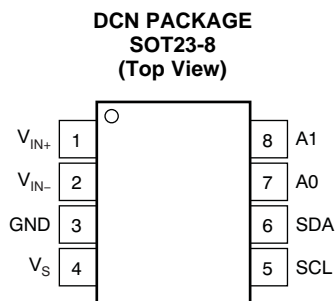 DCN PACKAGE
SOT23-8
(Top View)
V_IN+ 1 8 A1
V_IN– 2 7 A0
GND 3 6 SDA
V_S 4 5 SCL